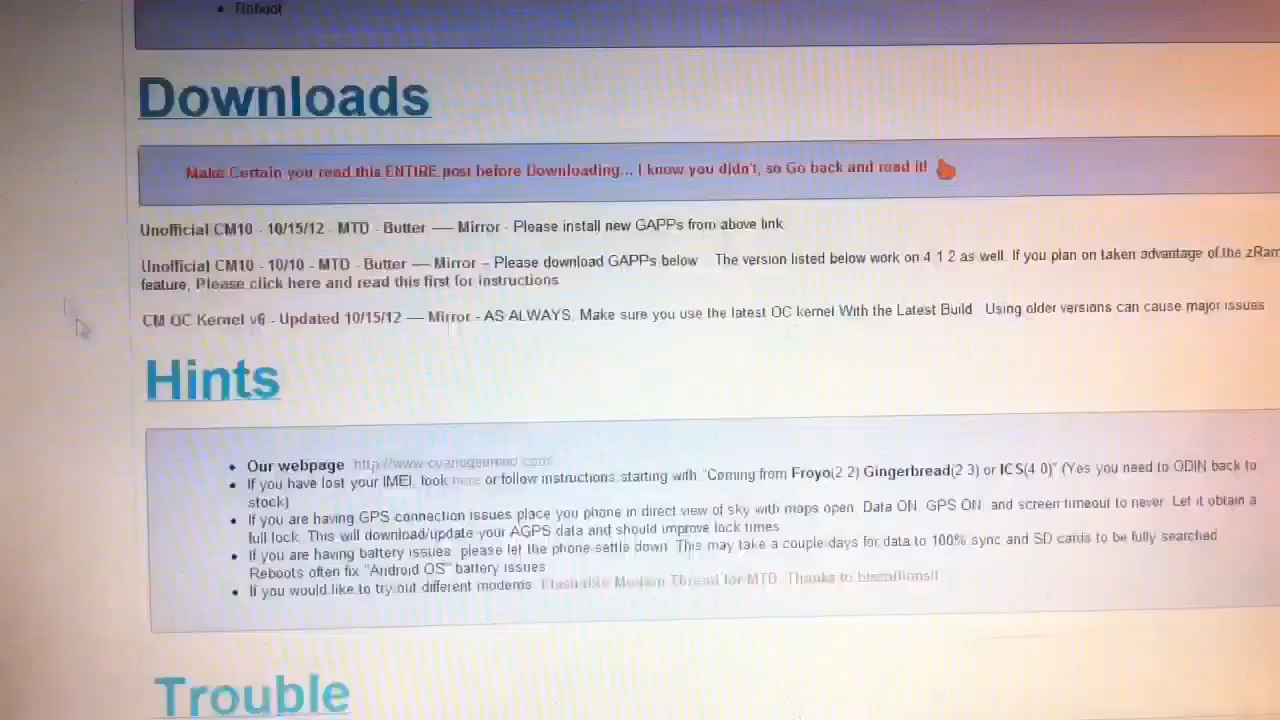 Reboot
Downloads
Make Certain you read this ENTIRE post before Downloading... I know you didn't, so Go back and read it!
Unofficial CM10 - 10/15/12 - MTD - Butter ---- Mirror - Please install new GAPPs from above link
Unofficial CM10 - 10/10 - MTD - Butter ---- Mirror -- Please download GAPPs below The version listed below work on 4 1 2 as well. If you plan on taken advantage of the zRam
feature, Please click here and read this first for instructions
CM OC Kernel v6 - Updated 10/15/12 ---- Mirror - AS ALWAYS, Make sure you use the latest OC kernel With the Latest Build Using older versions can cause major issues
Hints
Our webpage http://www.cyanogenmod.com/
If you have lost your IMEI, look here or follow instructions starting with "Coming from Froyo(2 2) Gingerbread(2 3) or ICS(4 0)" (Yes you need to ODIN back to
stock)
If you are having GPS connection issues place you phone in direct view of sky with maps open, Data ON, GPS ON, and screen timeout to never Let it obtain a
full lock This will download/update your AGPS data and should improve lock times
If you are having battery issues, please let the phone settle down This may take a couple days for data to 100% sync and SD cards to be fully searched
Reboots often fix "Android OS" battery issues
If you would like to try out different modems Flashable Modem Thread for MTD. Thanks to
Trouble